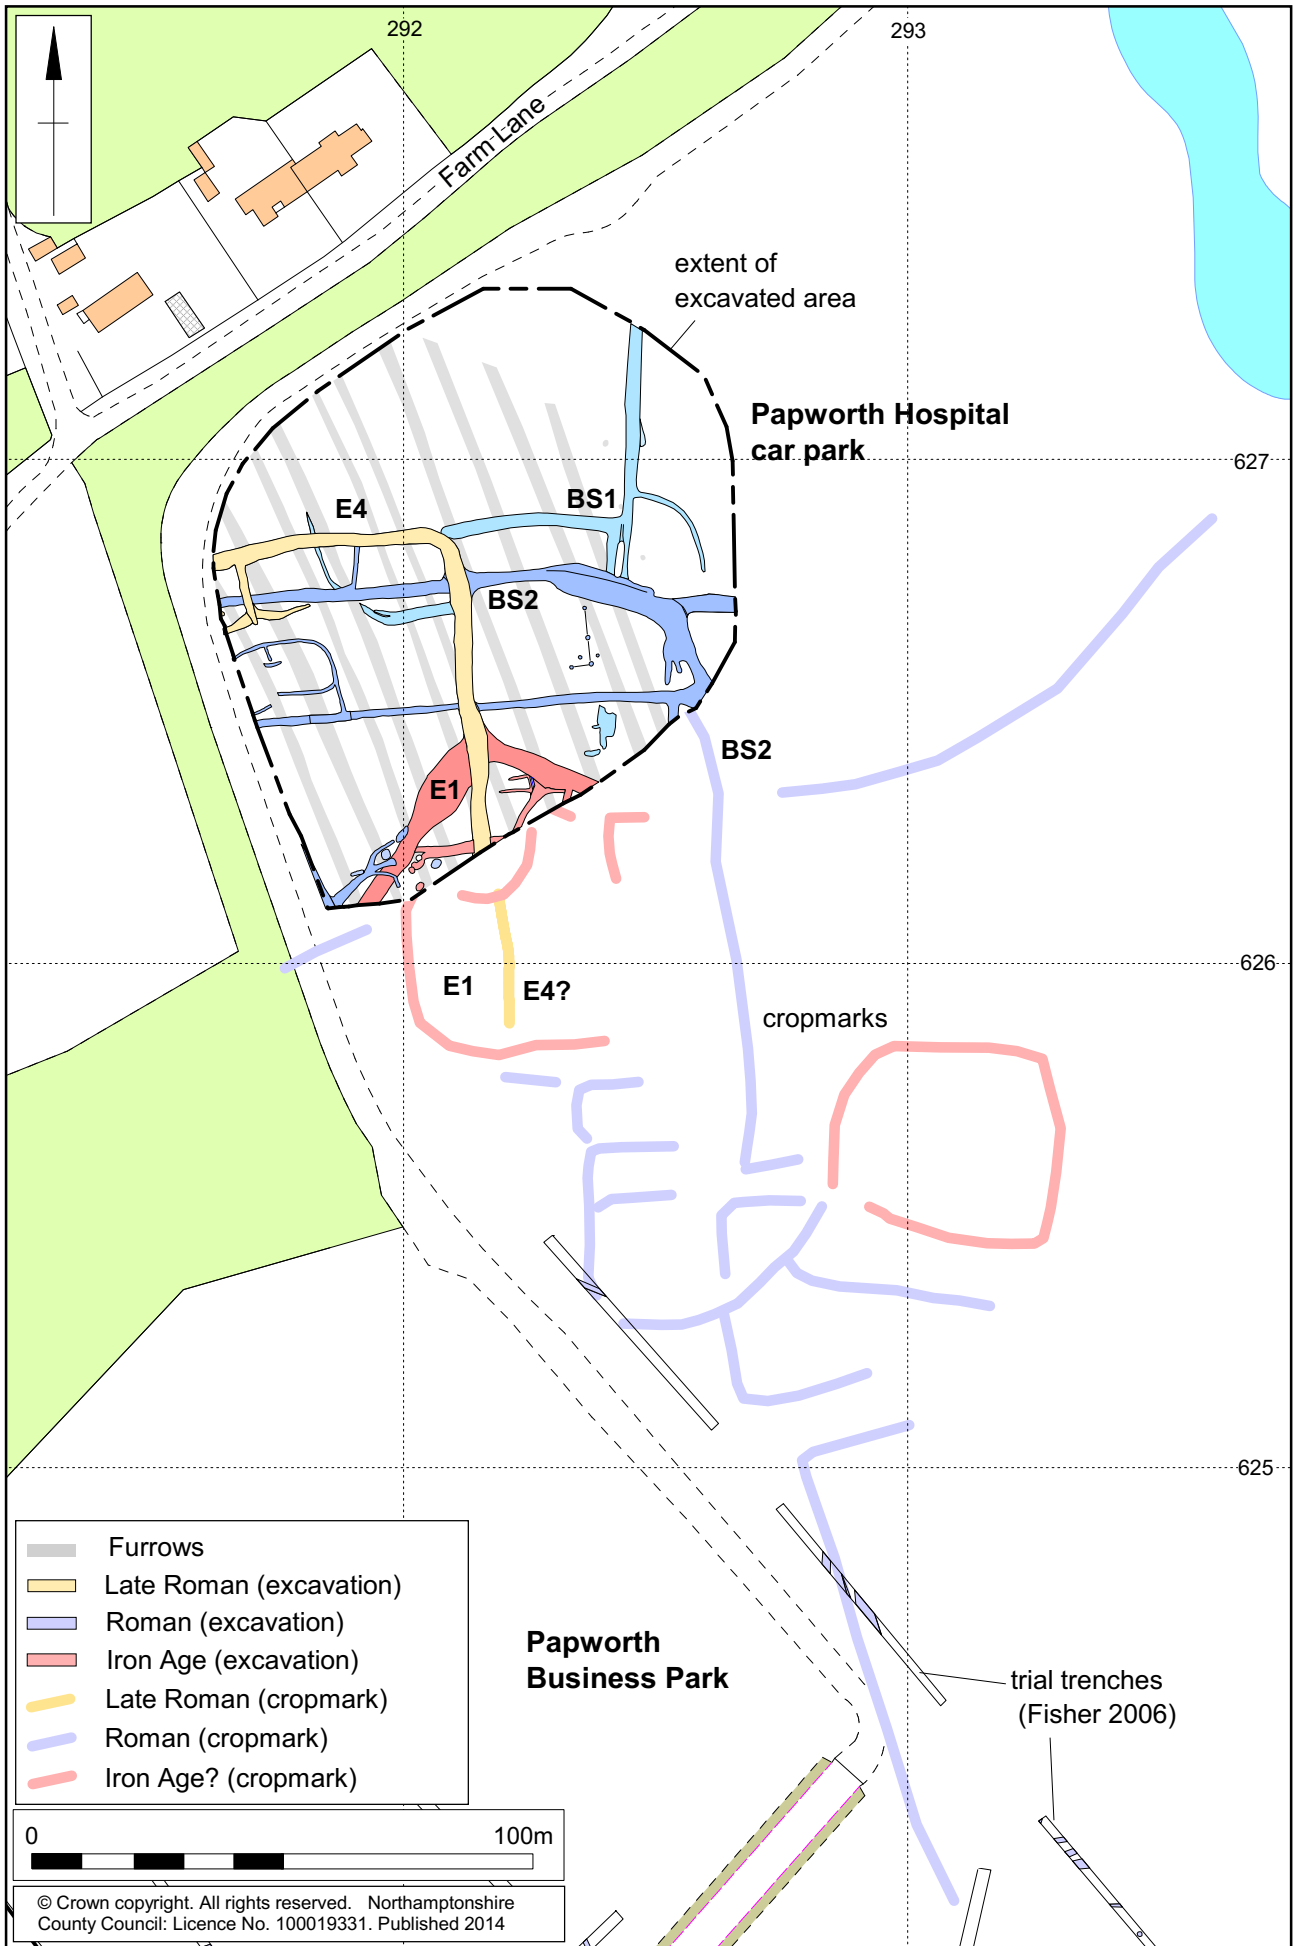 292
293
Farm Lane
extent of
excavated area
Papworth Hospital
car park
627
E4
BS1
BS2
BS2
E1
626
E1
E4?
cropmarks
625
Furrows
Late Roman (excavation)
Roman (excavation)
Iron Age (excavation)
Late Roman (cropmark)
Roman (cropmark)
Iron Age? (cropmark)
Papworth
Business Park
trial trenches
(Fisher 2006)
0 100m
© Crown copyright. All rights reserved. Northamptonshire
County Council: Licence No. 100019331. Published 2014